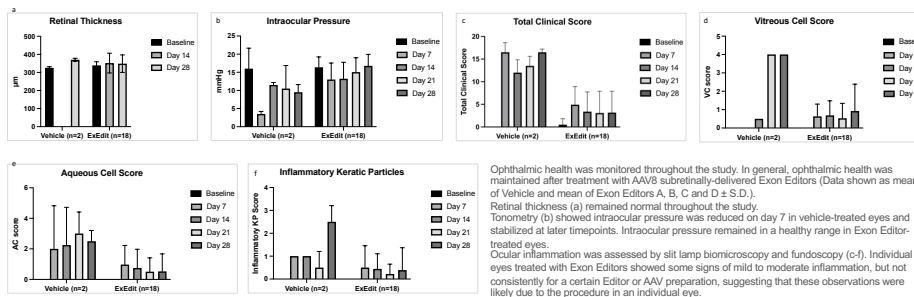 a
Retinal Thickness
µm
500
400
300
200
100
0
Vehicle (n=2)
ExEdit (n=18)
Baseline
Day 14
Day 28
b
Intraocular Pressure
mmHg
25
20
15
10
5
0
Vehicle (n=2)
ExEdit (n=18)
Baseline
Day 7
Day 14
Day 21
Day 28
c
Total Clinical Score
Total Clinical Score
20
15
10
5
0
Vehicle (n=2)
ExEdit (n=18)
Baseline
Day 7
Day 14
Day 21
Day 28
d
Vitreous Cell Score
VC score
6
4
2
0
Vehicle (n=2)
ExEdit (n=18)
Baseline
Day
Day
Day
Day
e
Aqueous Cell Score
AC score
6
4
2
0
Vehicle (n=2)
ExEdit (n=18)
Baseline
Day 7
Day 14
Day 21
Day 28
f
Inflammatory Keratic Particles
Inflammatory KP Score
4
3
2
1
0
Vehicle (n=2)
ExEdit (n=18)
Baseline
Day 7
Day 14
Day 21
Day 28
Ophthalmic health was monitored throughout the study. In general, ophthalmic health was
maintained after treatment with AAV8 subretinally-delivered Exon Editors (Data shown as mean
of Vehicle and mean of Exon Editors A, B, C and D ± S.D.).
Retinal thickness (a) remained normal throughout the study.
Tonometry (b) showed intraocular pressure was reduced on day 7 in vehicle-treated eyes and
stabilized at later timepoints. Intraocular pressure remained in a healthy range in Exon Editor-
treated eyes.
Ocular inflammation was assessed by slit lamp biomicroscopy and fundoscopy (c-f). Individual
eyes treated with Exon Editors showed some signs of mild to moderate inflammation, but not
consistently for a certain Editor or AAV preparation, suggesting that these observations were
likely due to the procedure in an individual eye.